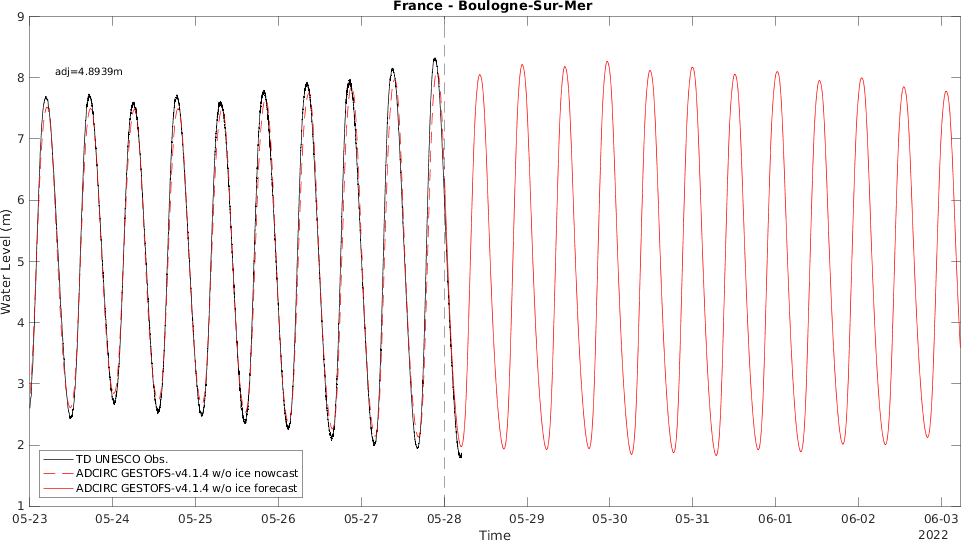 France - Boulogne-Sur-Mer
9
8
7
6
5
4
3
2
1
Water Level (m)
adj=4.8939m
TD UNESCO Obs.
ADCIRC GESTOFS-v4.1.4 w/o ice nowcast
ADCIRC GESTOFS-v4.1.4 w/o ice forecast
05-23 05-24 05-25 05-26 05-27 05-28 05-29 05-30 05-31 06-01 06-02 06-03
Time
2022